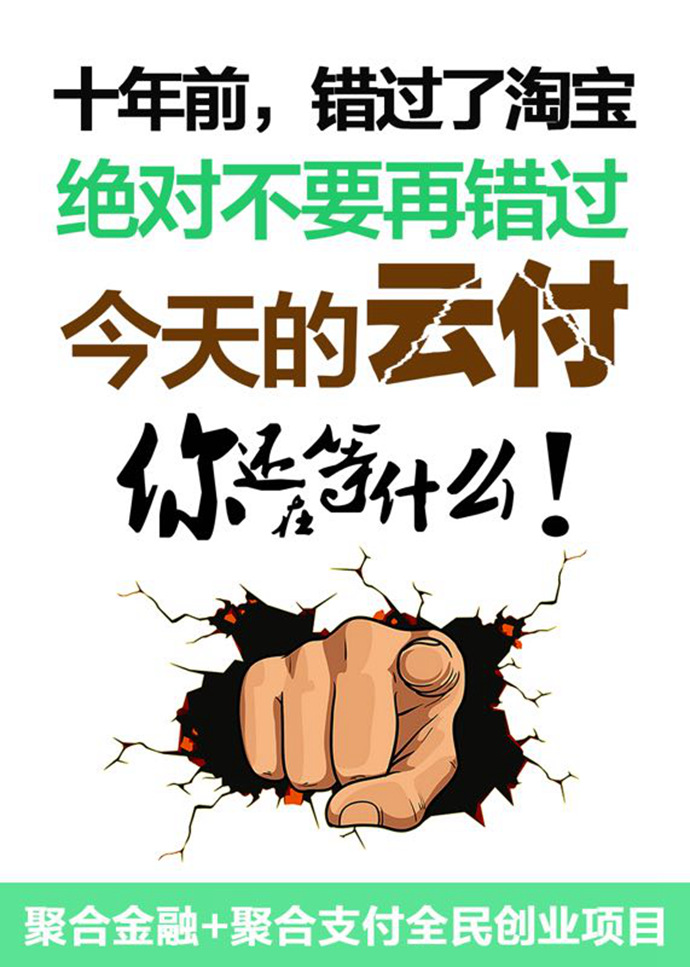 十年前，错过了淘宝
绝对不要再错过
今天的云付
你还在等什么！
聚合金融+聚合支付全民创业项目